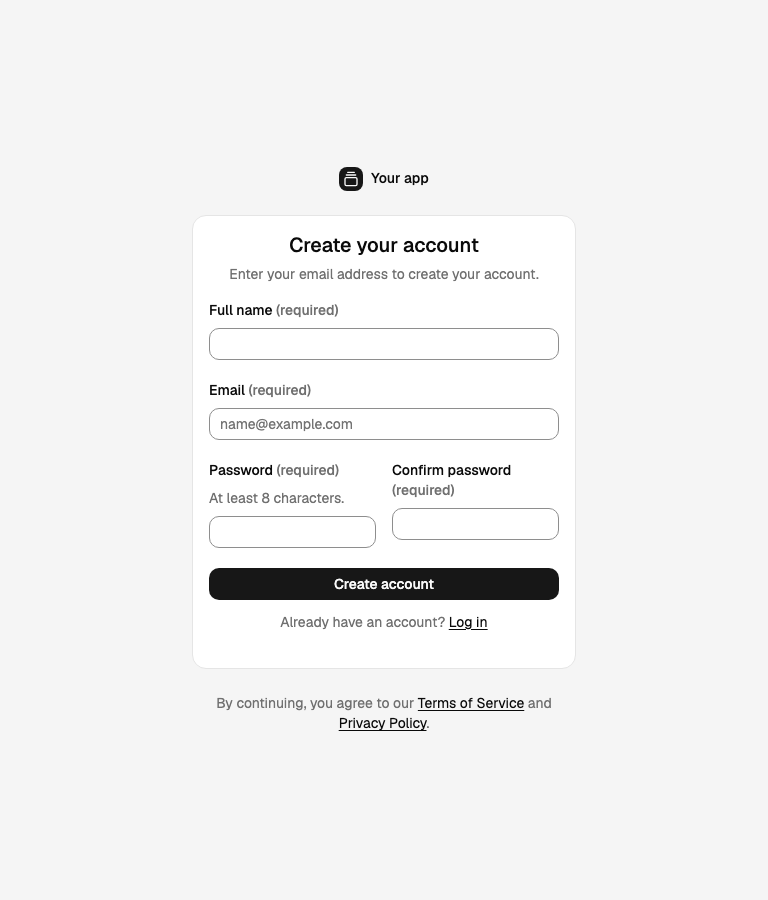 Your app
Create your account
Enter your email address to create your account.
Full name (required)
Email (required)
name@example.com
Password (required)
At least 8 characters.
Confirm password
(required)
Create account
Already have an account? Log in
By continuing, you agree to our Terms of Service and
Privacy Policy.